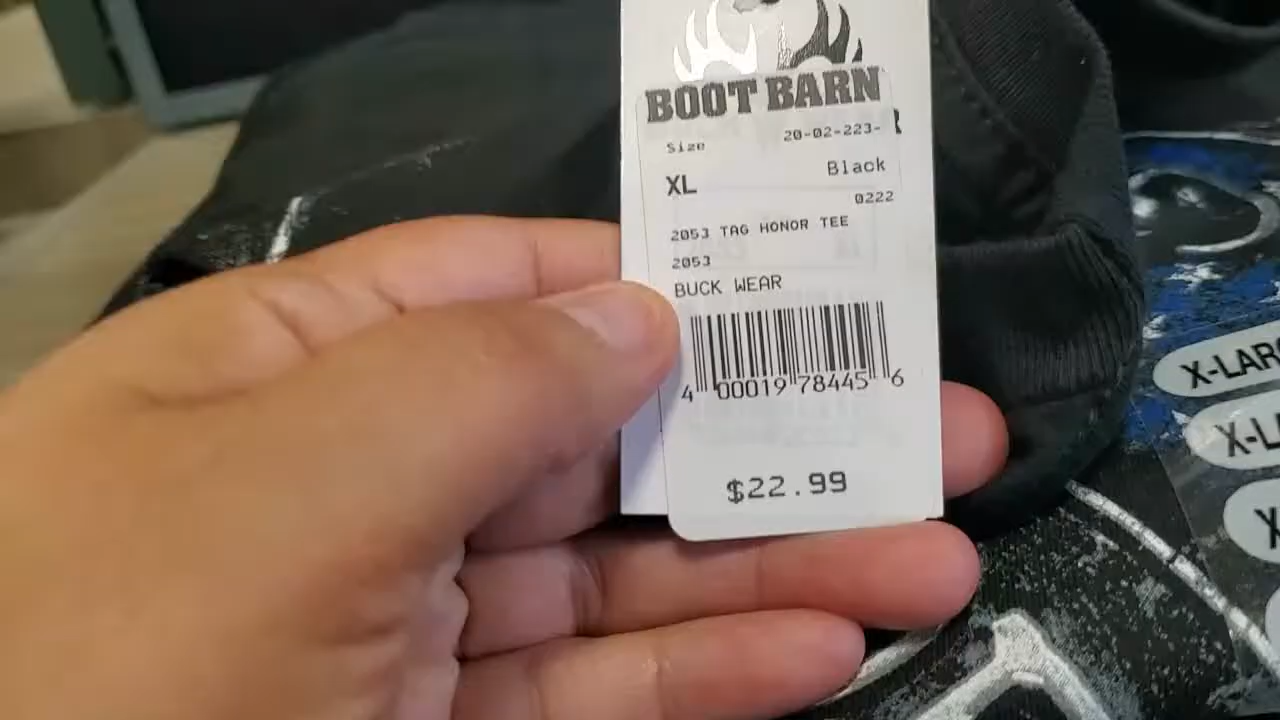 BOOT BARN
Size 20-02-223-
XL Black
0222
2053 TAG HONOR TEE
2053
BUCK WEAR
4 00019 78445 6
$22.99
X-LAR
X-L
X